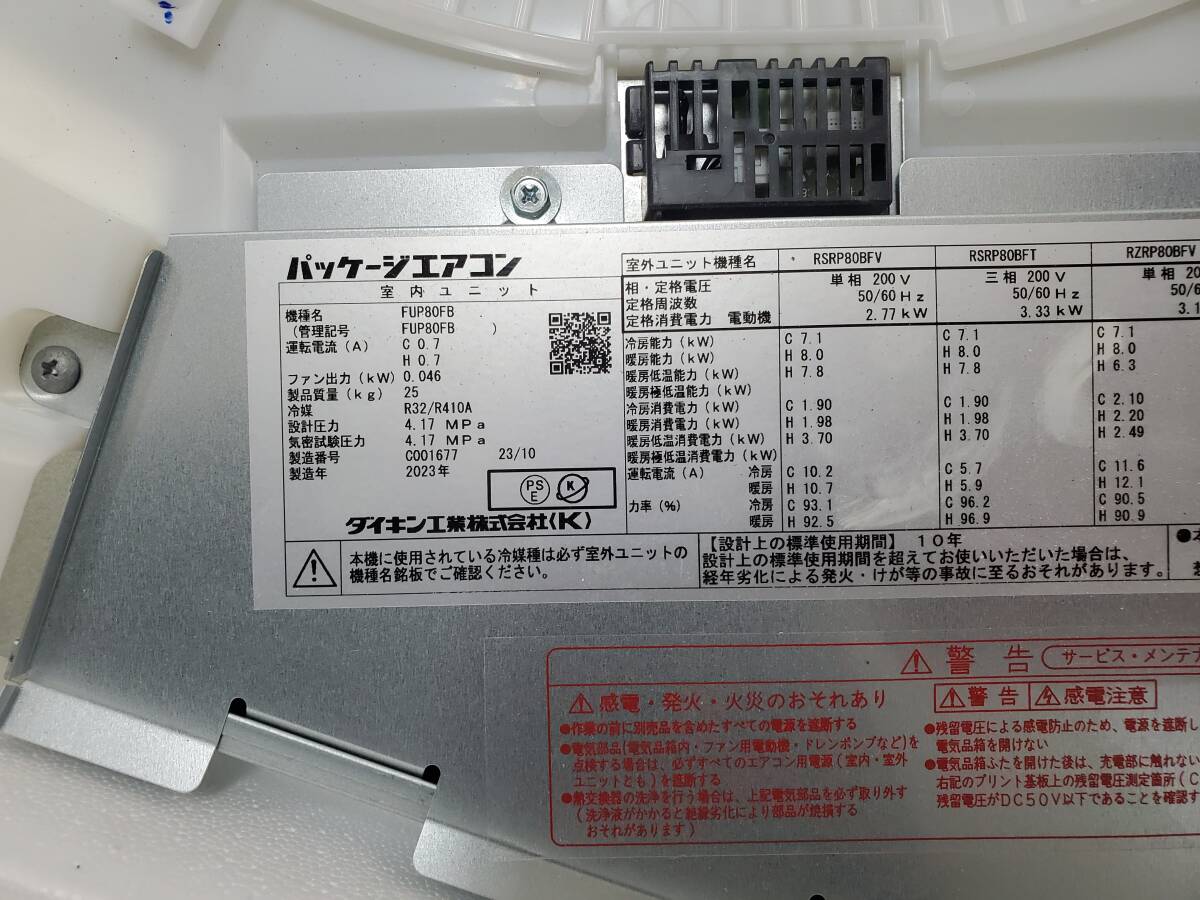 パッケージエアコン
室内ユニット
機種名 FUP80FB
(管理記号 FUP80FB )
運転電流(A) C 0.7
H 0.7
ファン出力(kW) 0.046
製品質量(kg) 25
冷媒 R32/R410A
設計圧力 4.17 MPa
気密試験圧力 4.17 MPa
製造番号 C001677 23/10
製造年 2023年
PS
E
K
ダイキン工業株式会社(K)
室外ユニット機種名 RSRP80BFV RSRP80BFT RZRP80BFV
相・定格電圧 単相 200V 三相 200V 単相
定格周波数 50/60Hz 50/60Hz
定格消費電力 電動機 2.77kW 3.33kW
冷房能力(kW) C 7.1 C 7.1 C 7.1
暖房能力(kW) H 8.0 H 8.0 H 8.0
暖房低温能力(kW) H 7.8 H 7.8 H 6.3
暖房極低温能力(kW)
冷房消費電力(kW) C 1.90 C 1.90 C 2.10
暖房消費電力(kW) H 1.98 H 1.98 H 2.20
暖房低温消費電力(kW) H 3.70 H 3.70 H 2.49
暖房極低温消費電力(kW)
運転電流(A) 冷房 C 10.2 C 5.7 C 11.6
暖房 H 10.7 H 5.9 H 12.1
力率(%) 冷房 C 93.1 C 96.2 C 90.5
暖房 H 92.5 H 96.9 H 90.9
本機に使用されている冷媒種は必ず室外ユニットの
機種名銘板でご確認ください。
【設計上の標準使用期間】 10年
設計上の標準使用期間を超えてお使いいただいた場合は、
経年劣化による発火・けが等の事故に至るおそれがあります。
警告 サービス・メンテナ
感電・発火・火災のおそれあり
●作業の前に別売品を含めたすべての電源を遮断する
●電気部品(電気品箱内・ファン用電動機・ドレンポンプなど)を
点検する場合は、必ずすべてのエアコン用電源(室内・室外
ユニットとも)を遮断する
●熱交換器の洗浄を行う場合は、上記電気部品を必ず取り外す
(洗浄液がかかると絶縁劣化により部品が焼損する
おそれがあります)
警告 感電注意
●残留電圧による感電防止のため、電源を遮断し
電気品箱を開けない
●電気品箱ふたを開けた後は、充電部に触れない
右記のプリント基板上の残留電圧測定箇所(C
残留電圧がDC50V以下であることを確認す